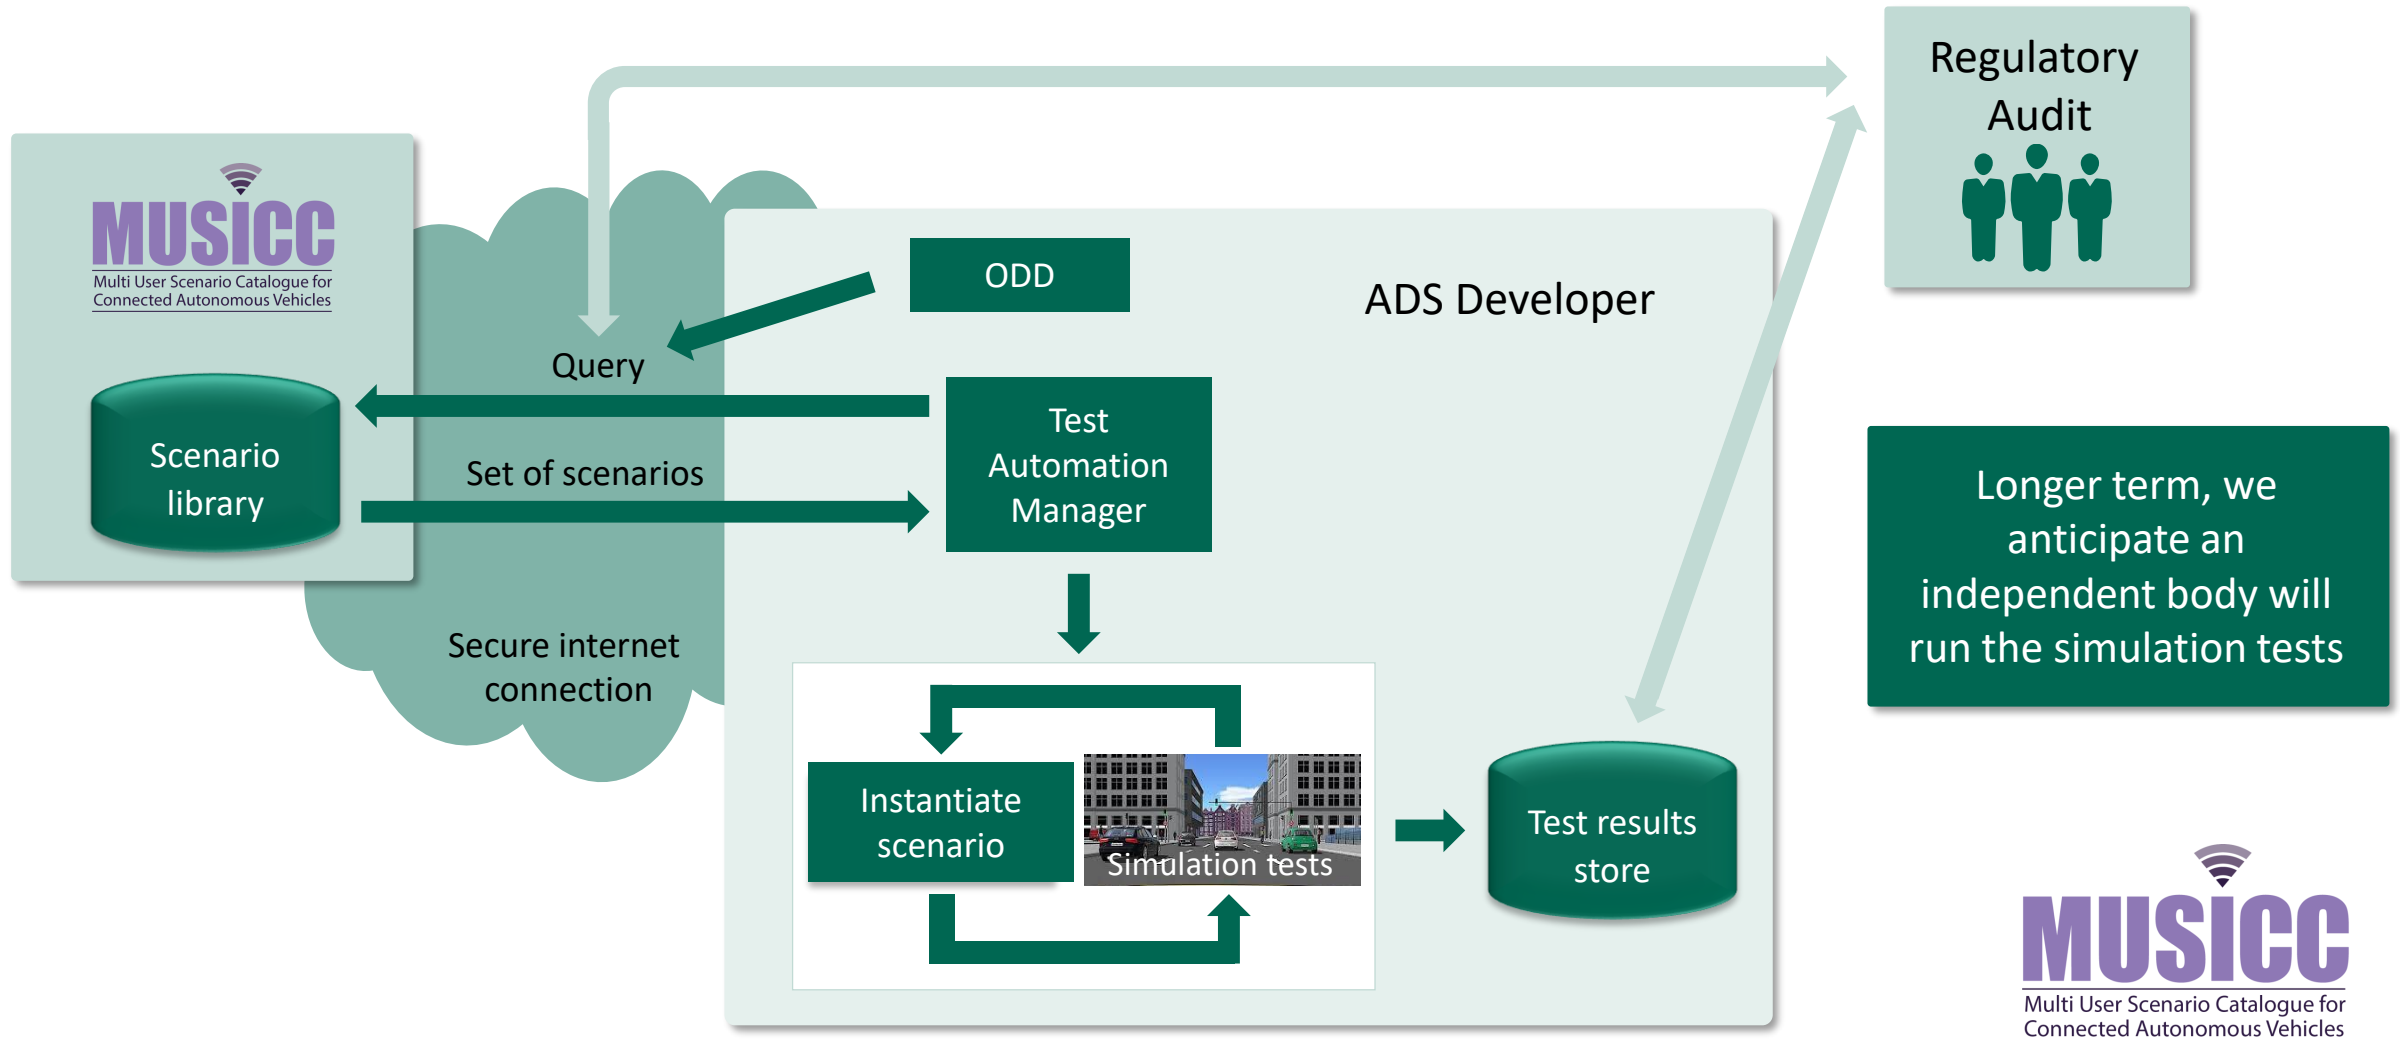 Regulatory
Audit
MUSICC
Multi User Scenario Catalogue for
Connected Autonomous Vehicles
ODD
ADS Developer
Query
Scenario
library
Test
Automation
Manager
Set of scenarios
Longer term, we
anticipate an
independent body will
run the simulation tests
Secure internet
connection
Instantiate
scenario
Simulation tests
Test results
store
MUSICC
Multi User Scenario Catalogue for
Connected Autonomous Vehicles